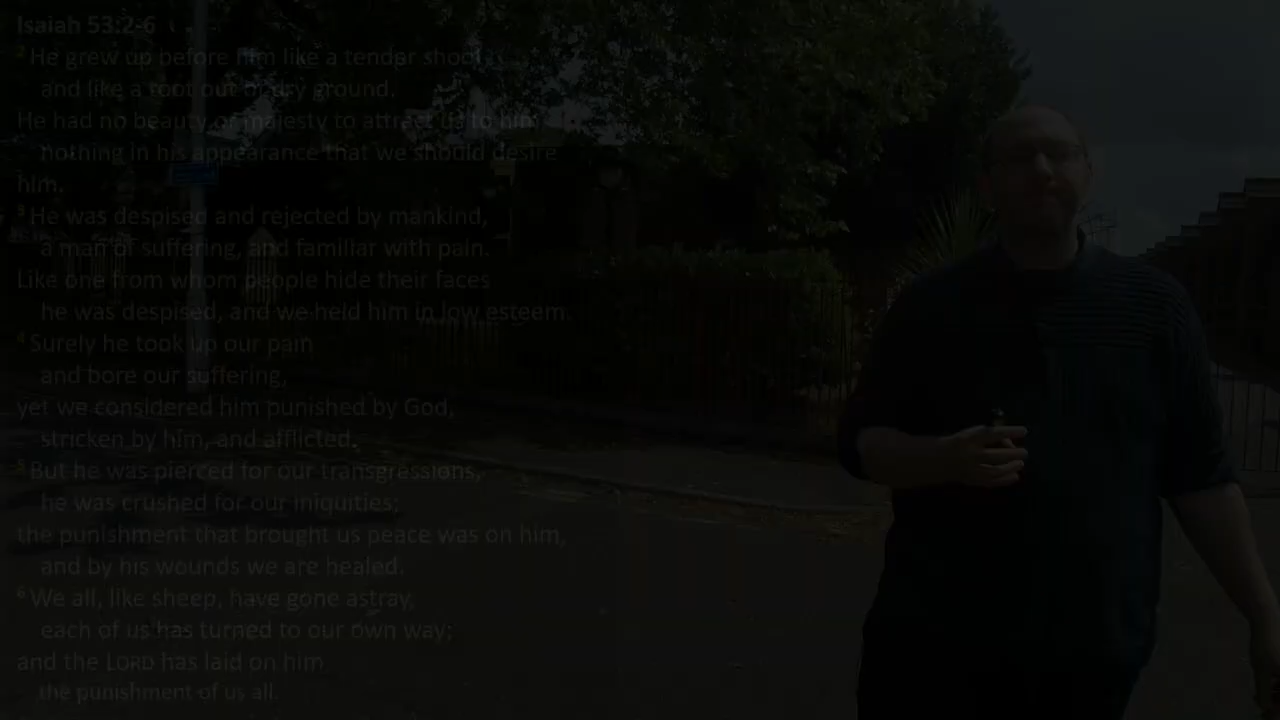 Isaiah 53:2-6
2 He grew up before him like a tender shoot,
and like a root out of dry ground.
He had no beauty or majesty to attract us to him,
nothing in his appearance that we should desire
him.
3 He was despised and rejected by mankind,
a man of suffering, and familiar with pain.
Like one from whom people hide their faces
he was despised, and we held him in low esteem.
4 Surely he took up our pain
and bore our suffering,
yet we considered him punished by God,
stricken by him, and afflicted.
5 But he was pierced for our transgressions,
he was crushed for our iniquities;
the punishment that brought us peace was on him,
and by his wounds we are healed.
6 We all, like sheep, have gone astray,
each of us has turned to our own way;
and the LORD has laid on him
the punishment of us all.